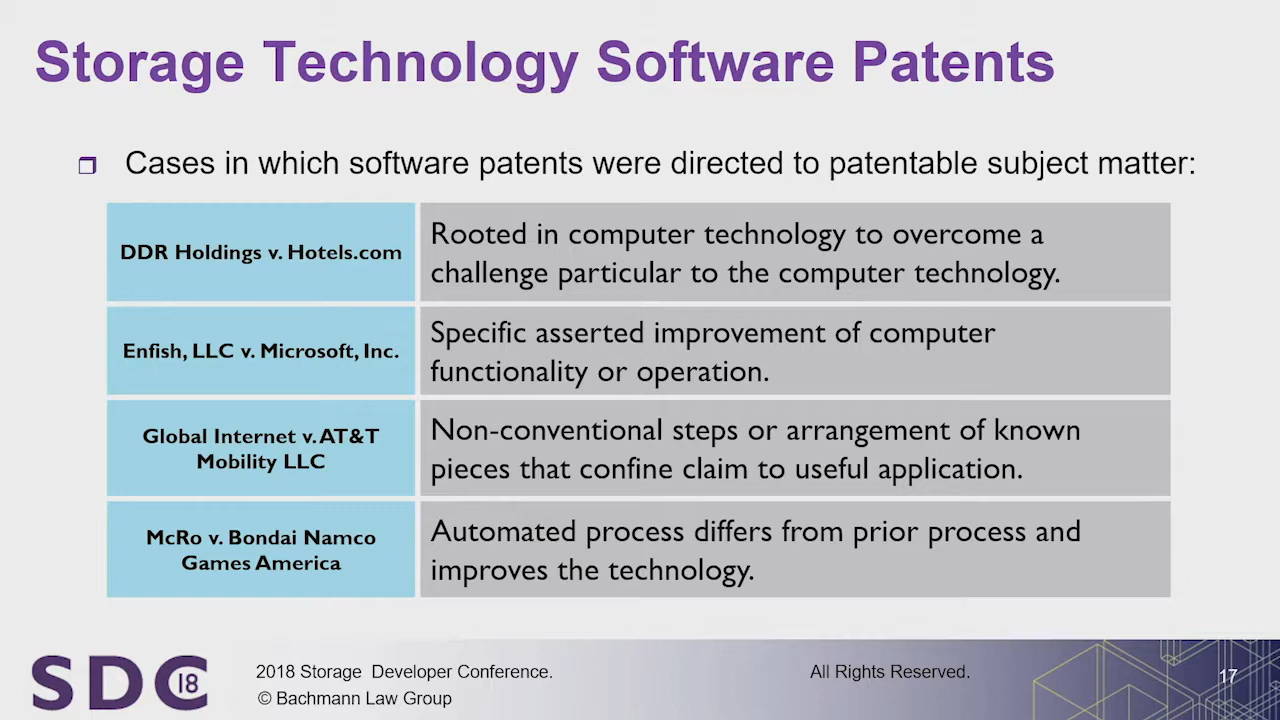 Storage Technology Software Patents
Cases in which software patents were directed to patentable subject matter:
DDR Holdings v. Hotels.com
Rooted in computer technology to overcome a
challenge particular to the computer technology.
Enfish, LLC v. Microsoft, Inc.
Specific asserted improvement of computer
functionality or operation.
Global Internet v. AT&T
Mobility LLC
Non-conventional steps or arrangement of known
pieces that confine claim to useful application.
McRo v. Bondai Namco
Games America
Automated process differs from prior process and
improves the technology.
SDC 18
2018 Storage Developer Conference.
© Bachmann Law Group
All Rights Reserved.
17